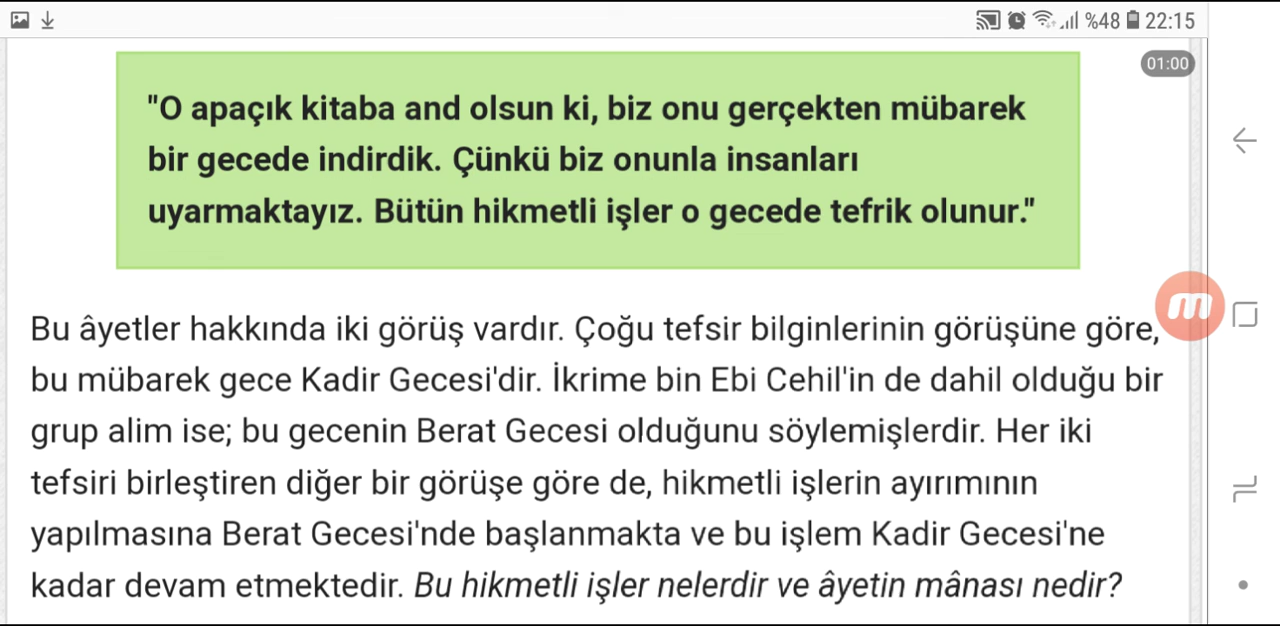 %48 22:15
01:00
"O apaçık kitaba and olsun ki, biz onu gerçekten mübarek
bir gecede indirdik. Çünkü biz onunla insanları
uyarmaktayız. Bütün hikmetli işler o gecede tefrik olunur."
m
Bu âyetler hakkında iki görüş vardır. Çoğu tefsir bilginlerinin görüşüne göre,
bu mübarek gece Kadir Gecesi'dir. İkrime bin Ebi Cehil'in de dahil olduğu bir
grup alim ise; bu gecenin Berat Gecesi olduğunu söylemişlerdir. Her iki
tefsiri birleştiren diğer bir görüşe göre de, hikmetli işlerin ayırımının
yapılmasına Berat Gecesi'nde başlanmakta ve bu işlem Kadir Gecesi'ne
kadar devam etmektedir. Bu hikmetli işler nelerdir ve âyetin mânası nedir?